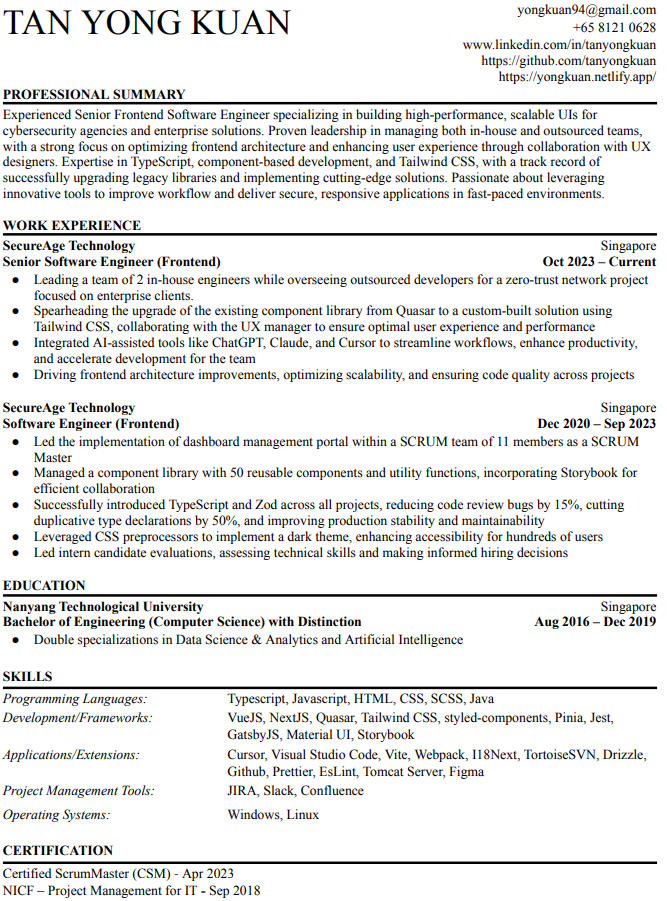 TAN YONG KUAN
yongkuan94@gmail.com
+65 8121 0628
www.linkedin.com/in/tanyongkuan
https://github.com/tanyongkuan
https://yongkuan.netlify.app/
PROFESSIONAL SUMMARY
Experienced Senior Frontend Software Engineer specializing in building high-performance, scalable UIs for
cybersecurity agencies and enterprise solutions. Proven leadership in managing both in-house and outsourced teams,
with a strong focus on optimizing frontend architecture and enhancing user experience through collaboration with UX
designers. Expertise in TypeScript, component-based development, and Tailwind CSS, with a track record of
successfully upgrading legacy libraries and implementing cutting-edge solutions. Passionate about leveraging
innovative tools to improve workflow and deliver secure, responsive applications in fast-paced environments.
WORK EXPERIENCE
SecureAge Technology Singapore
Senior Software Engineer (Frontend) Oct 2023 – Current
● Leading a team of 2 in-house engineers while overseeing outsourced developers for a zero-trust network project
focused on enterprise clients.
● Spearheading the upgrade of the existing component library from Quasar to a custom-built solution using
Tailwind CSS, collaborating with the UX manager to ensure optimal user experience and performance
● Integrated AI-assisted tools like ChatGPT, Claude, and Cursor to streamline workflows, enhance productivity,
and accelerate development for the team
● Driving frontend architecture improvements, optimizing scalability, and ensuring code quality across projects
SecureAge Technology Singapore
Software Engineer (Frontend) Dec 2020 – Sep 2023
● Led the implementation of dashboard management portal within a SCRUM team of 11 members as a SCRUM
Master
● Managed a component library with 50 reusable components and utility functions, incorporating Storybook for
efficient collaboration
● Successfully introduced TypeScript and Zod across all projects, reducing code review bugs by 15%, cutting
duplicative type declarations by 50%, and improving production stability and maintainability
● Leveraged CSS preprocessors to implement a dark theme, enhancing accessibility for hundreds of users
● Led intern candidate evaluations, assessing technical skills and making informed hiring decisions
EDUCATION
Nanyang Technological University Singapore
Bachelor of Engineering (Computer Science) with Distinction Aug 2016 – Dec 2019
● Double specializations in Data Science & Analytics and Artificial Intelligence
SKILLS
Programming Languages: Typescript, Javascript, HTML, CSS, SCSS, Java
Development/Frameworks: VueJS, NextJS, Quasar, Tailwind CSS, styled-components, Pinia, Jest,
GatsbyJS, Material UI, Storybook
Applications/Extensions: Cursor, Visual Studio Code, Vite, Webpack, I18Next, TortoiseSVN, Drizzle,
Github, Prettier, EsLint, Tomcat Server, Figma
Project Management Tools: JIRA, Slack, Confluence
Operating Systems: Windows, Linux
CERTIFICATION
Certified ScrumMaster (CSM) - Apr 2023
NICF – Project Management for IT - Sep 2018